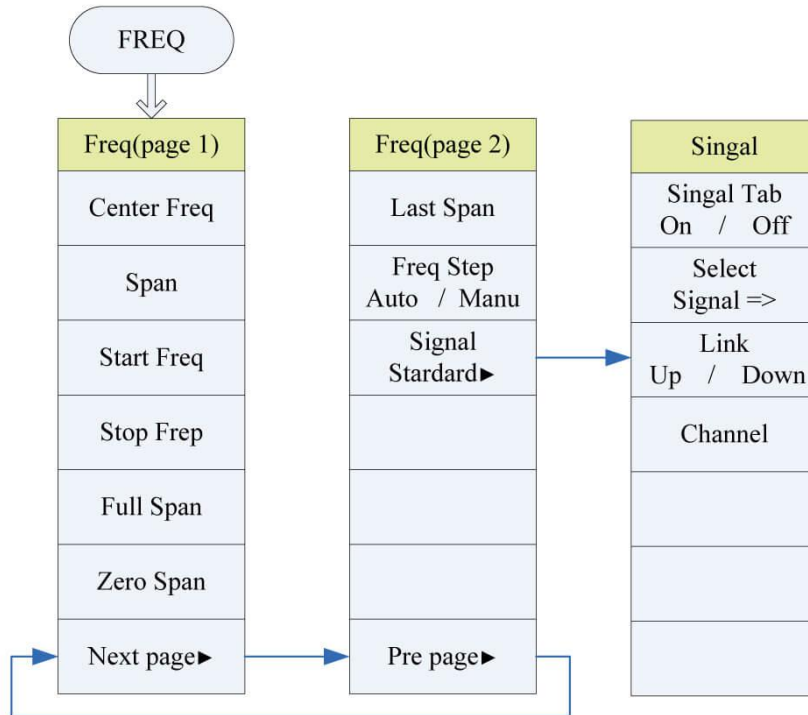 FREQ
Freq(page 1)
Center Freq
Span
Start Freq
Stop Frep
Full Span
Zero Span
Next page►
Freq(page 2)
Last Span
Freq Step
Auto / Manu
Signal
Stardard►
Pre page►
Singal
Singal Tab
On / Off
Select
Signal =>
Link
Up / Down
Channel